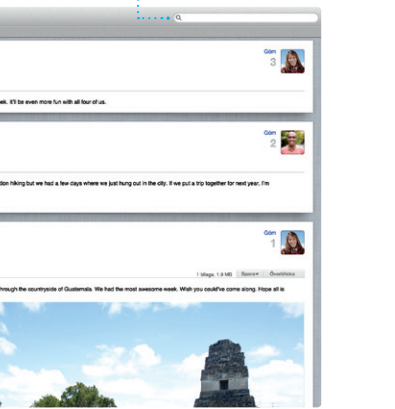 Göm
3
ek. It'll be even more fun with all four of us.
Göm
2
tion hiking but we had a few days where we just hung out in the city. If we put a trip together for next year, I'm
Göm
1
1 bilaga, 1.9 MB Spara Överblicka
through the countryside of Guatemala. We had the most awesome week. Wish you could've come along. Hope all is